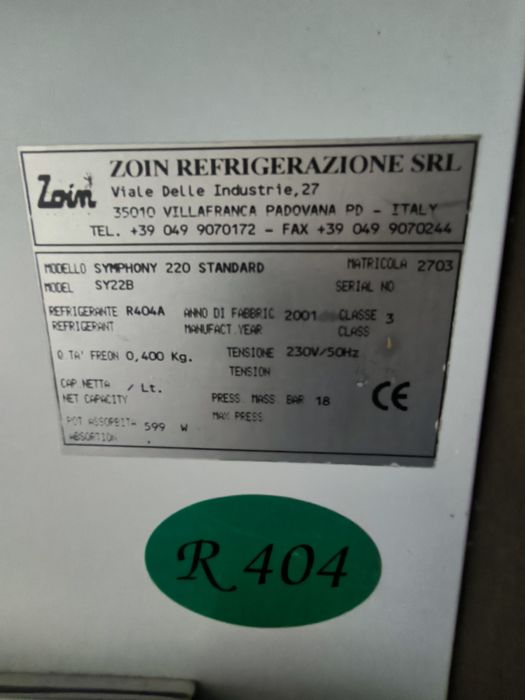 Zoin
ZOIN REFRIGERAZIONE SRL
Viale Delle Industrie,27
35010 VILLAFRANCA PADOVANA PD - ITALY
TEL. +39 049 9070172 - FAX +39 049 9070244
MODELLO SYMPHONY 220 STANDARD MATRICOLA 2703
MODEL SY22B SERIAL NO
REFRIGERANTE R404A ANNO DI FABBRIC 2001 CLASSE 3
REFRIGERANT MANUFACT.YEAR CLASS
Q.TA' FREON 0,400 Kg. TENSIONE 230V/50Hz
TENSION
CAP.NETTA / Lt.
NET CAPACITY PRESS. MASS. BAR 18
MAX PRESS
POT ASSORBITA 599 W
ABSORTION
CE
R 404